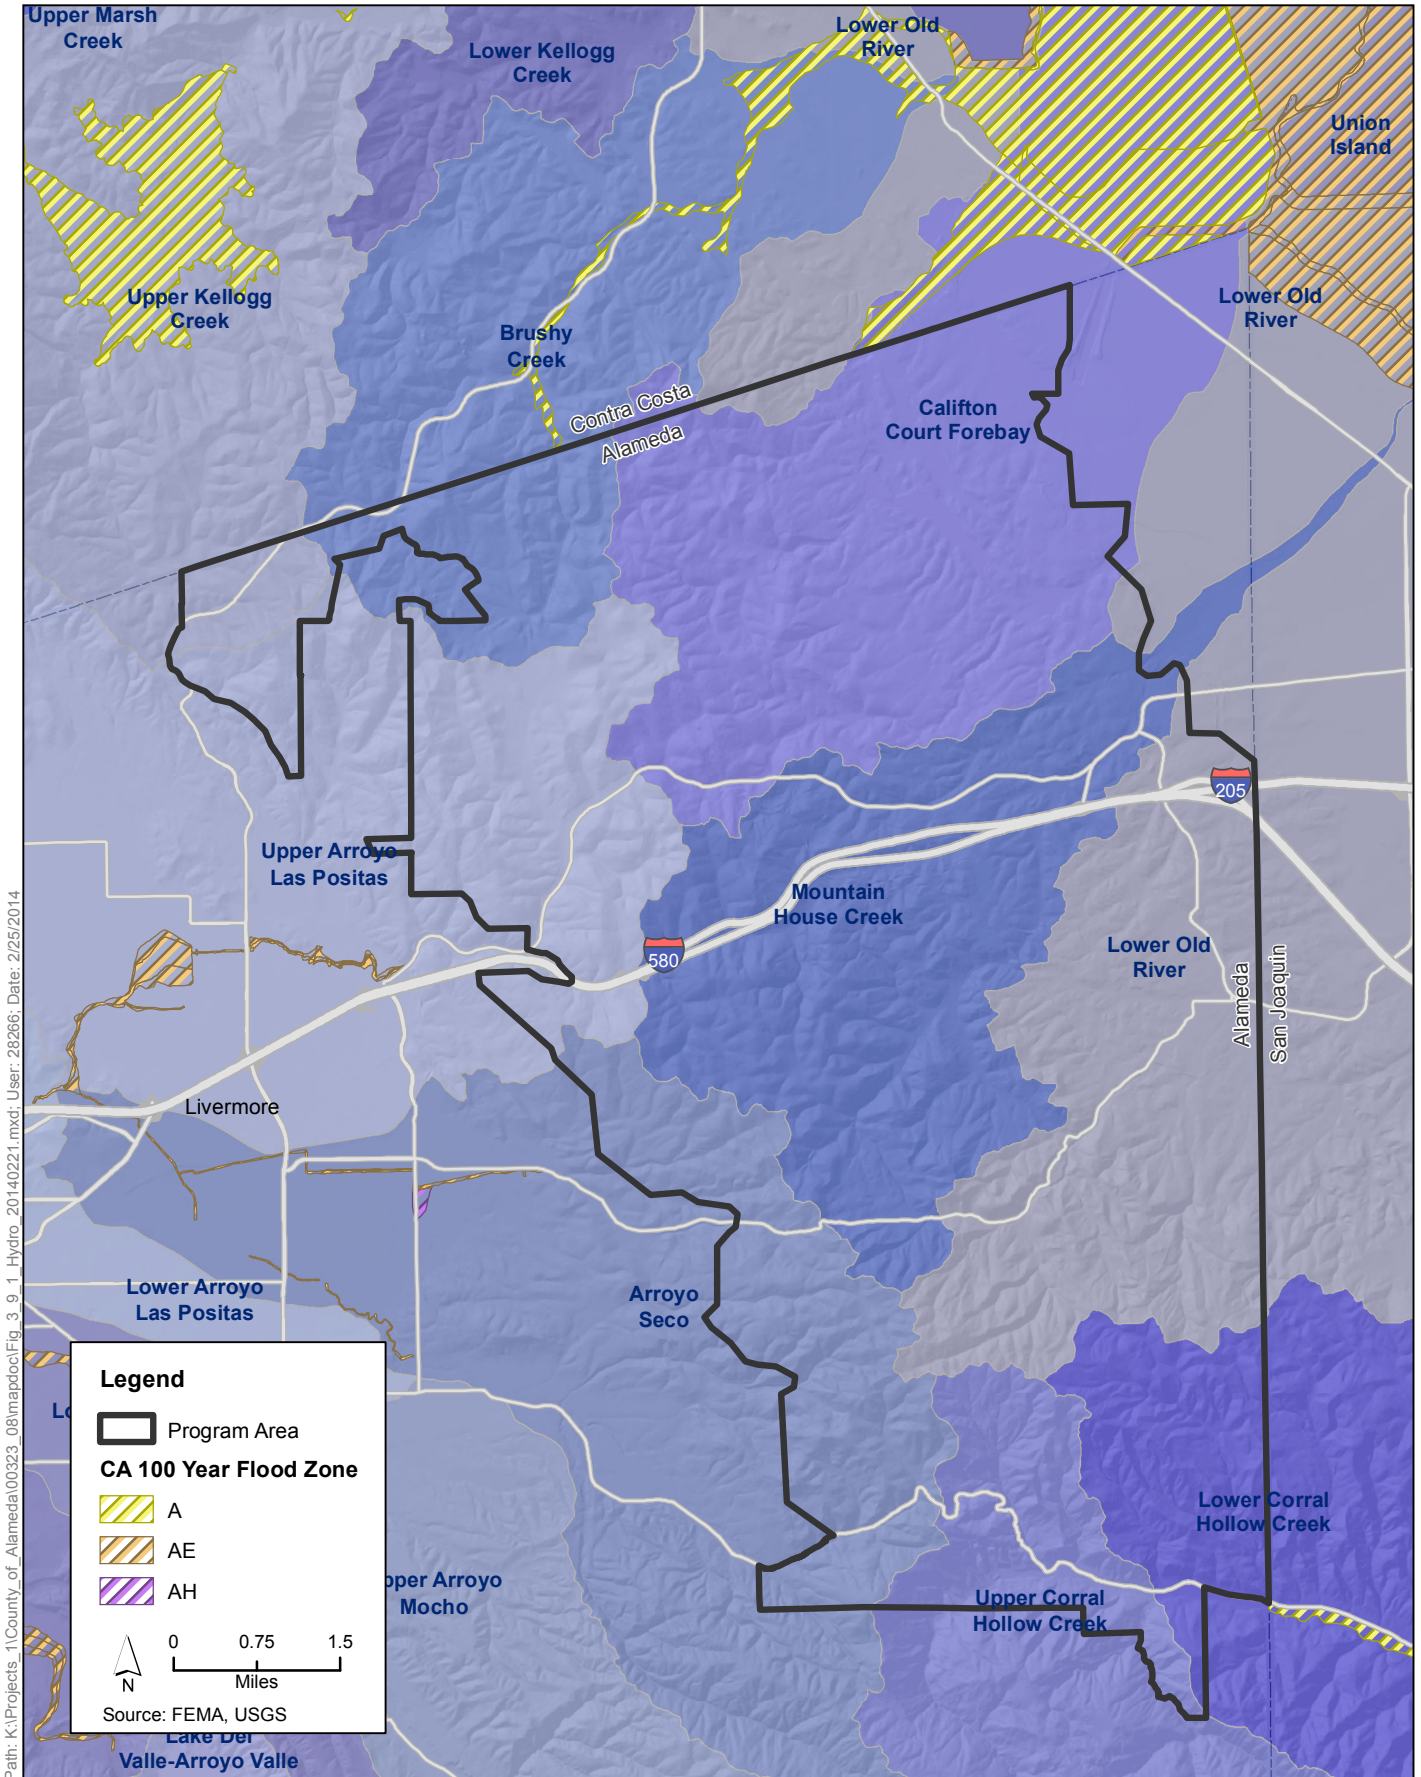 Upper Marsh
Creek
Lower Kellogg
Creek
Lower Old
River
Union
Island
Upper Kellogg
Creek
Brushy
Creek
Lower Old
River
Contra Costa
Alameda
Califton
Court Forebay
205
Upper Arroyo
Las Positas
Mountain
House Creek
580
Lower Old
River
Alameda
San Joaquin
Livermore
Lower Arroyo
Las Positas
Arroyo
Seco
Legend
Program Area
CA 100 Year Flood Zone
A
AE
AH
0 0.75 1.5
Miles
N
Source: FEMA, USGS
Lo
pper Arroyo
Mocho
Lower Corral
Hollow Creek
Upper Corral
Hollow Creek
Lake Del
Valle-Arroyo Valle
Path: K:\Projects_1\County_of_Alameda\00323_08\mapdoc\Fig_3_9_1_Hydro_20140221.mxd; User: 28266; Date: 2/25/2014